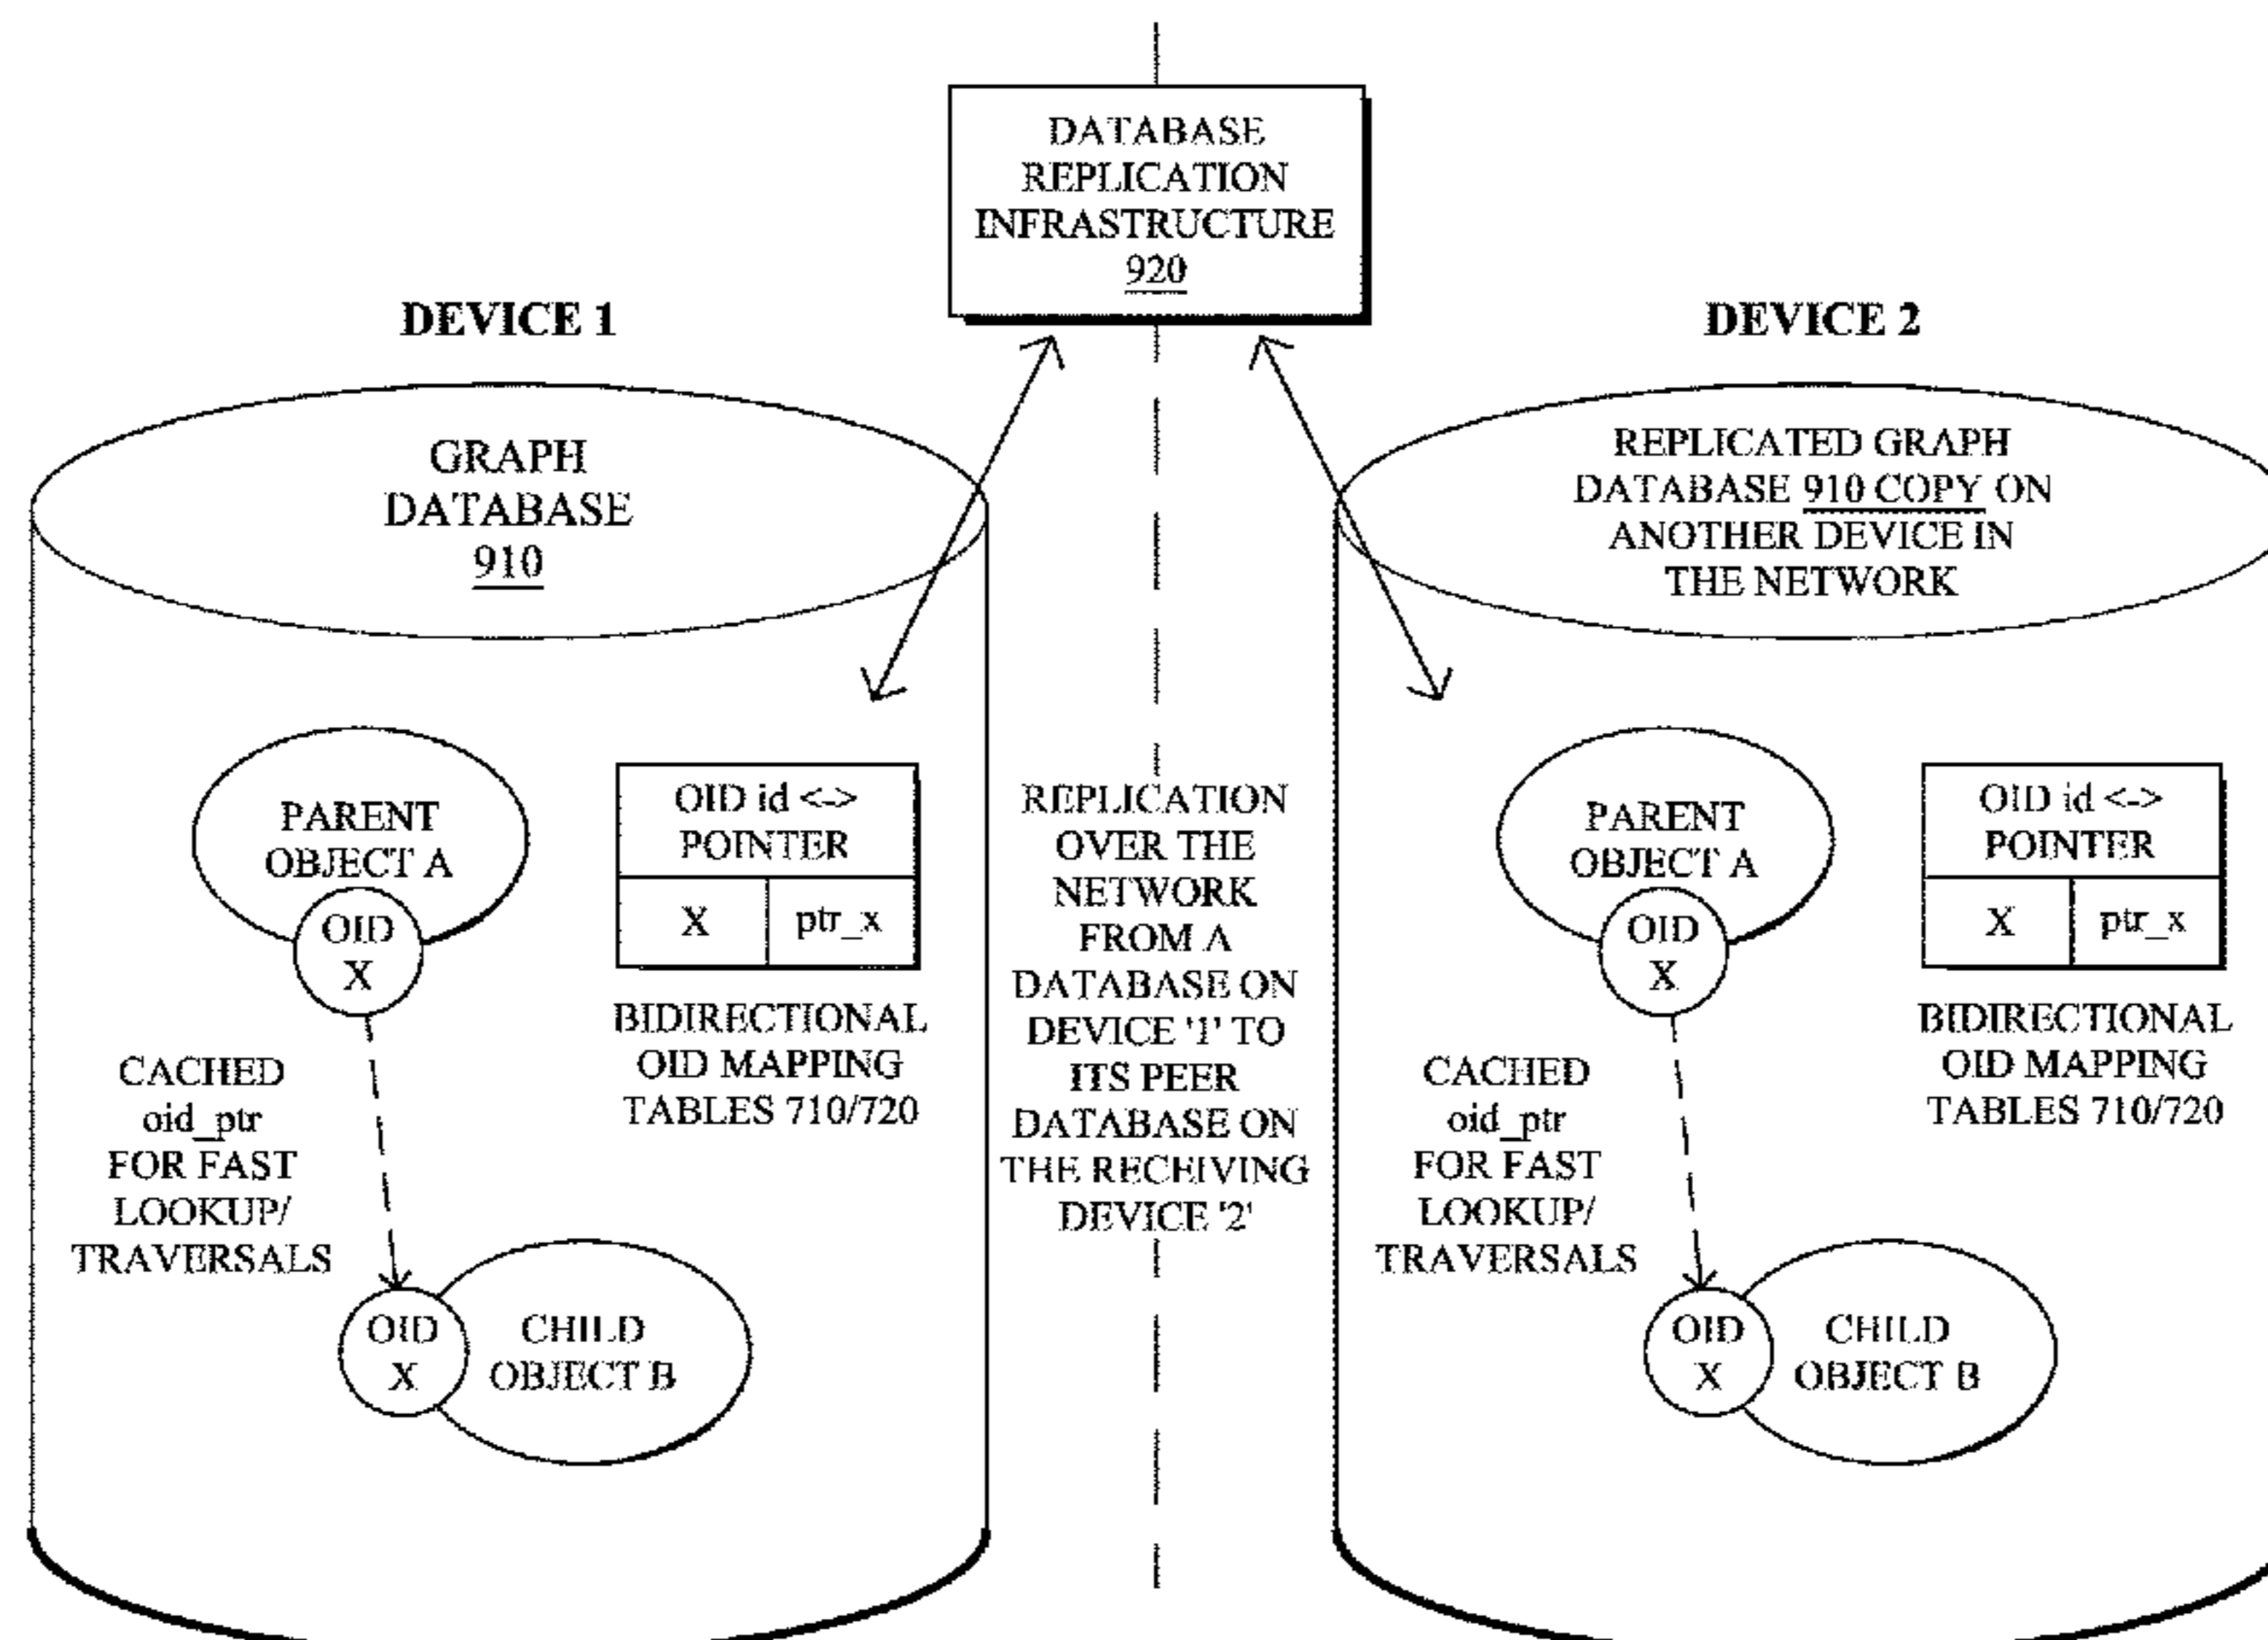 DATABASE
REPLICATION
INFRASTRUCTURE
920
DEVICE 1
GRAPH
DATABASE
910
PARENT
OBJECT A
OID
X
OID id <->
POINTER
X ptr_x
BIDIRECTIONAL
OID MAPPING
TABLES 710/720
CACHED
oid_ptr
FOR FAST
LOOKUP/
TRAVERSALS
OID
X
CHILD
OBJECT B
REPLICATION
OVER THE
NETWORK
FROM A
DATABASE ON
DEVICE '1' TO
ITS PEER
DATABASE ON
THE RECEIVING
DEVICE '2'
DEVICE 2
REPLICATED GRAPH
DATABASE 910 COPY ON
ANOTHER DEVICE IN
THE NETWORK
PARENT
OBJECT A
OID
X
OID id <->
POINTER
X ptr_x
BIDIRECTIONAL
OID MAPPING
TABLES 710/720
CACHED
oid_ptr
FOR FAST
LOOKUP/
TRAVERSALS
OID
X
CHILD
OBJECT B